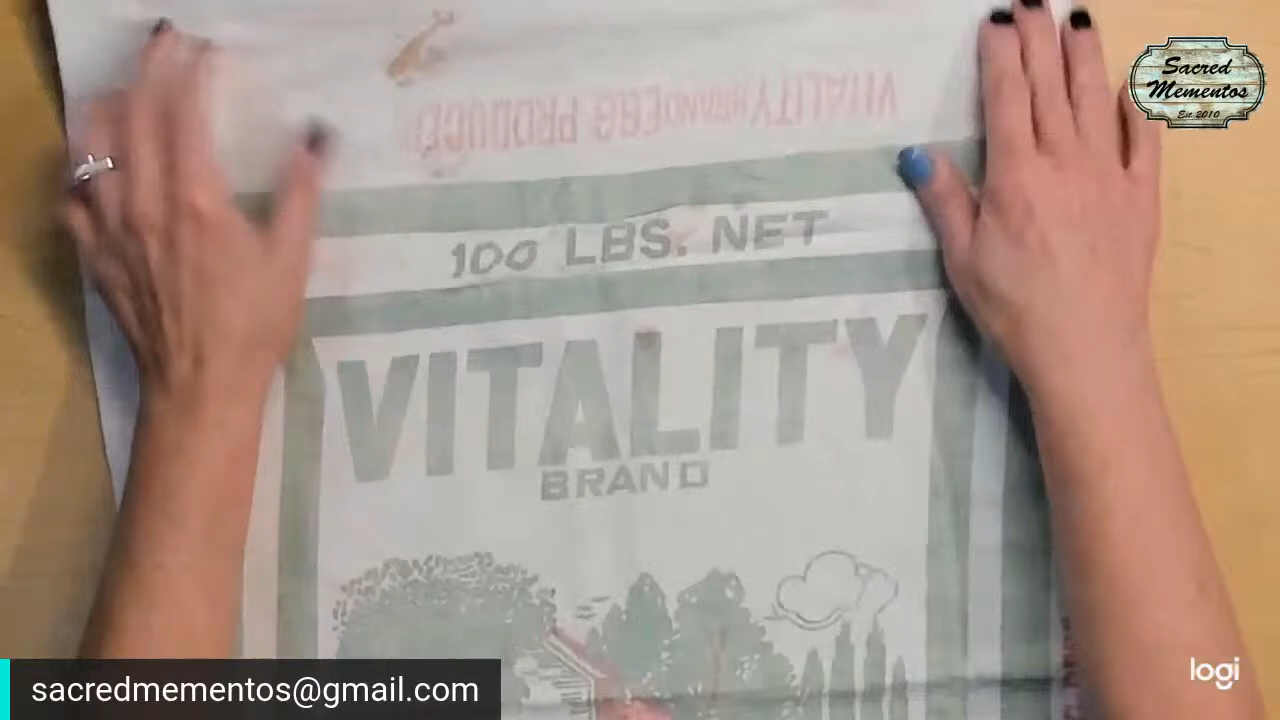 Sacred
Mementos
Est 2010
VITALITY BRAND EGG PRODUCER
100 LBS. NET
VITALITY
BRAND
sacredmementos@gmail.com
logi